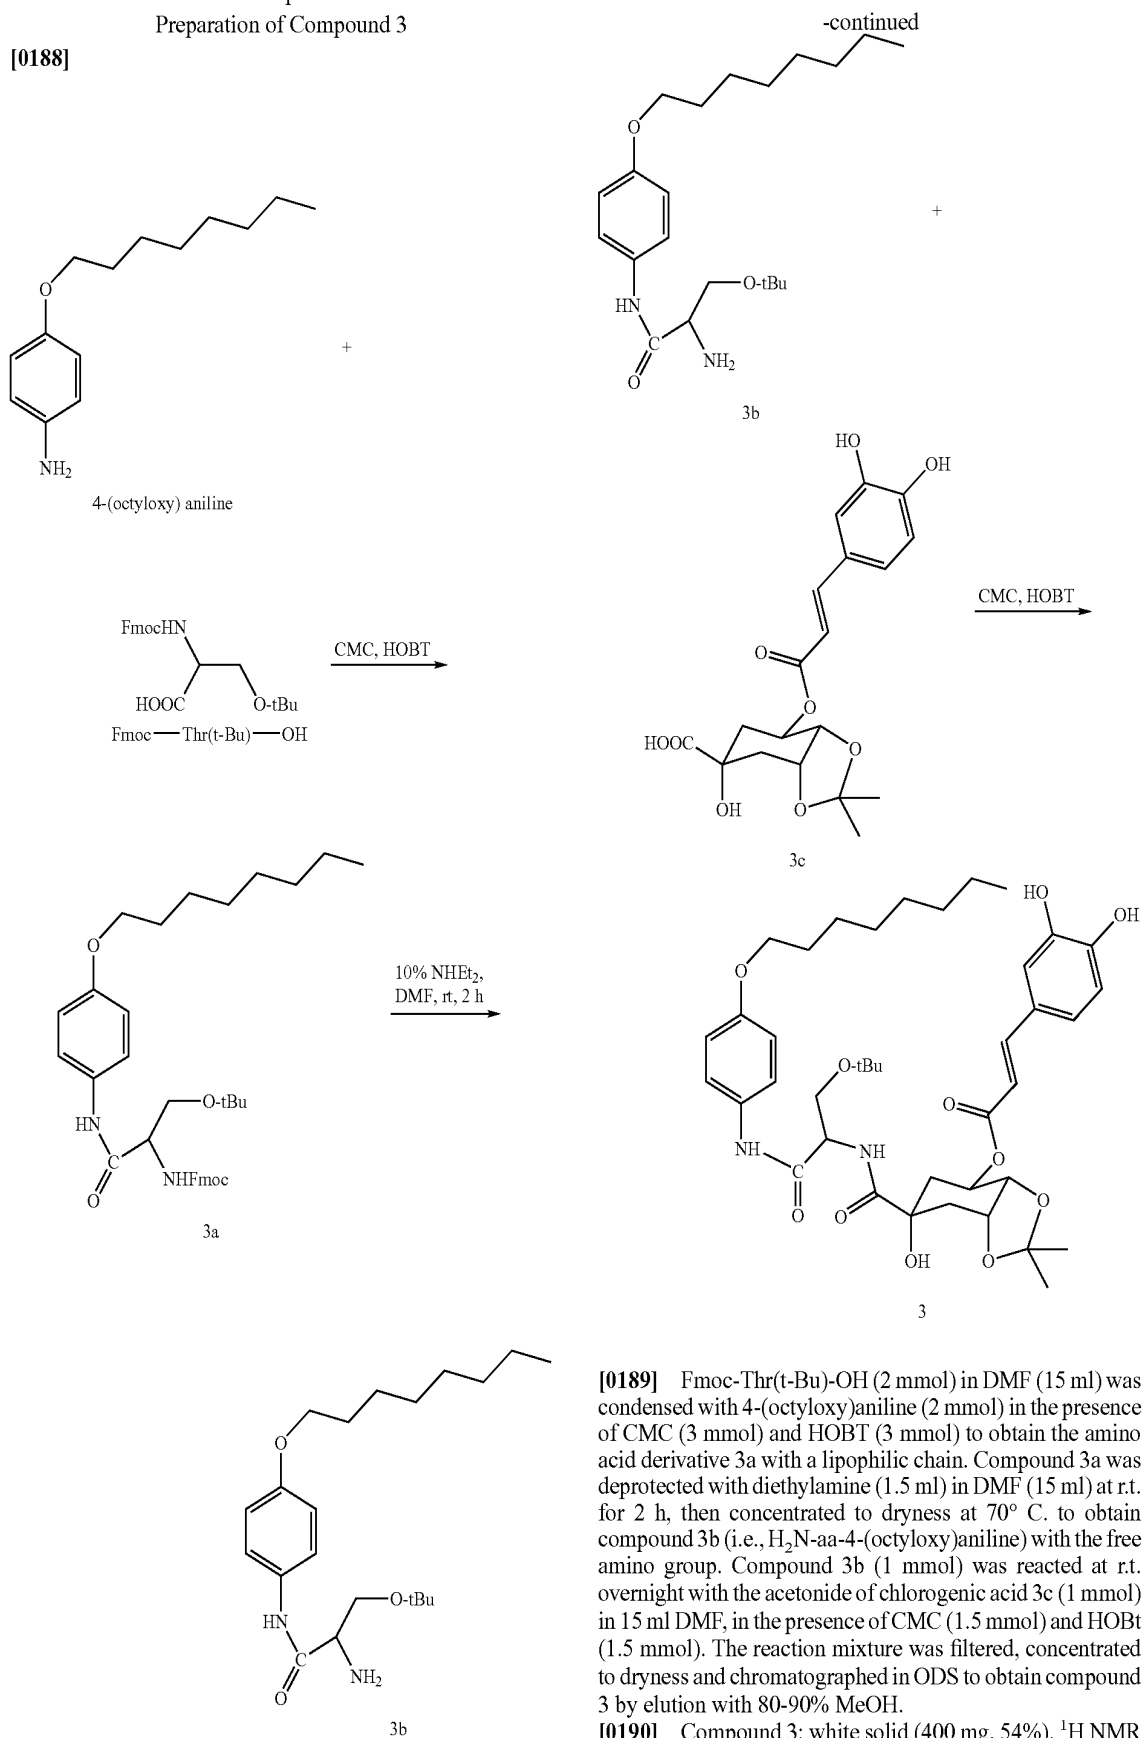 Preparation of Compound 3
[0188]
O
NH2
4-(octyloxy) aniline
+
FmocHN
HOOC
O-tBu
Fmoc—Thr(t-Bu)—OH
CMC, HOBT
O
HN
C
O
O-tBu
NHFmoc
3a
10% NHEt2,
DMF, rt, 2 h
O
HN
C
O
O-tBu
NH2
3b
-continued
O
HN
C
O
O-tBu
NH2
3b
+
HO
OH
O
O
HOOC
OH
O
O
3c
CMC, HOBT
HO
OH
O
O-tBu
NH
C
O
NH
O
O
O
OH
O
O
3
[0189] Fmoc-Thr(t-Bu)-OH (2 mmol) in DMF (15 ml) was
condensed with 4-(octyloxy)aniline (2 mmol) in the presence
of CMC (3 mmol) and HOBT (3 mmol) to obtain the amino
acid derivative 3a with a lipophilic chain. Compound 3a was
deprotected with diethylamine (1.5 ml) in DMF (15 ml) at r.t.
for 2 h, then concentrated to dryness at 70° C. to obtain
compound 3b (i.e., H2N-aa-4-(octyloxy)aniline) with the free
amino group. Compound 3b (1 mmol) was reacted at r.t.
overnight with the acetonide of chlorogenic acid 3c (1 mmol)
in 15 ml DMF, in the presence of CMC (1.5 mmol) and HOBt
(1.5 mmol). The reaction mixture was filtered, concentrated
to dryness and chromatographed in ODS to obtain compound
3 by elution with 80-90% MeOH.
[0190] Compound 3: white solid (400 mg, 54%). 1H NMR